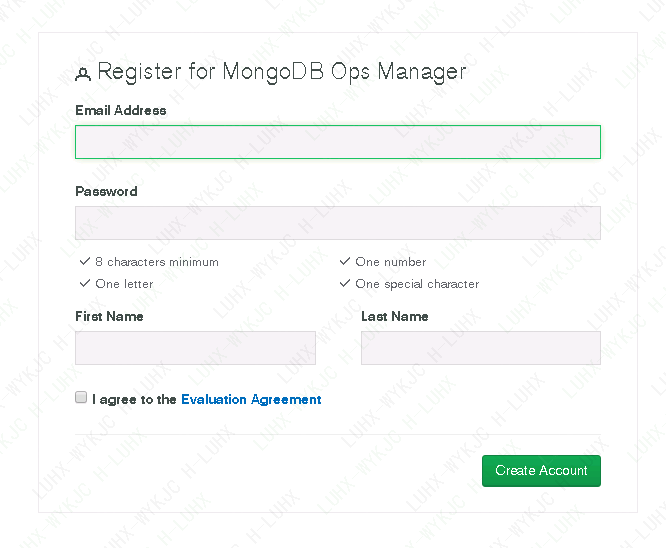 Register for MongoDB Ops Manager
Email Address
Password
8 characters minimum
One number
One letter
One special character
First Name
Last Name
I agree to the Evaluation Agreement
Create Account
LUHX-WYKJC H-LUHX